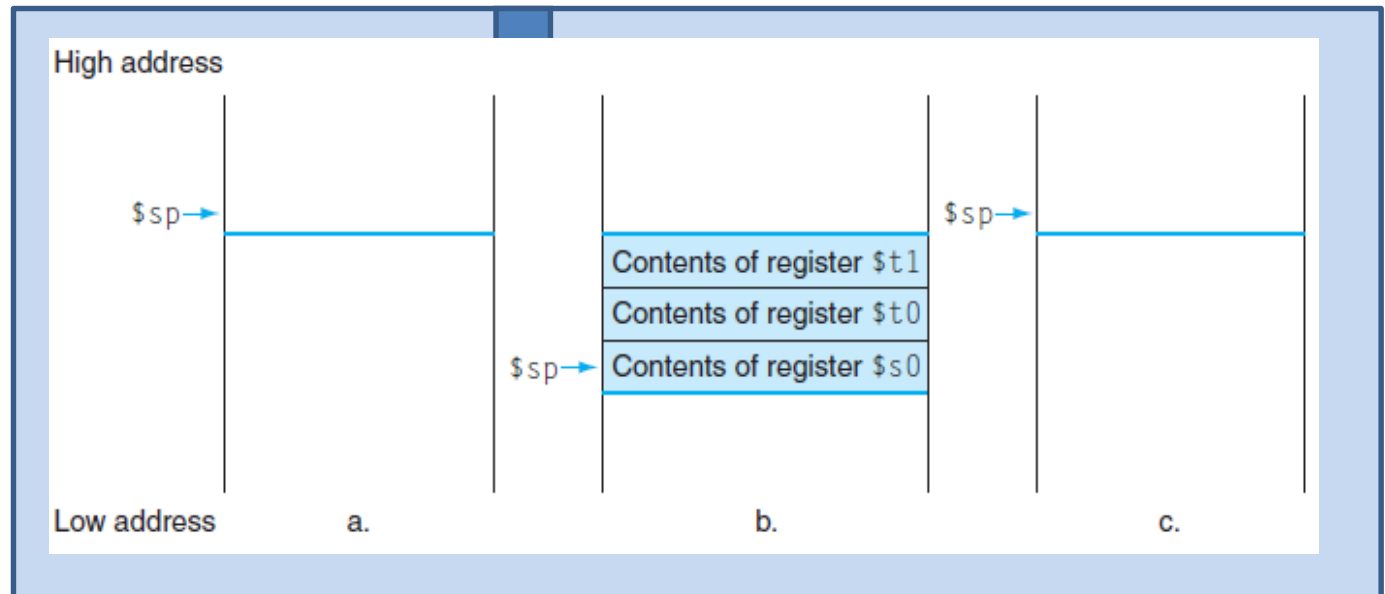 High address
$sp
$sp
Contents of register $t1
Contents of register $t0
$sp
Contents of register $s0
Low address
a.
b.
c.